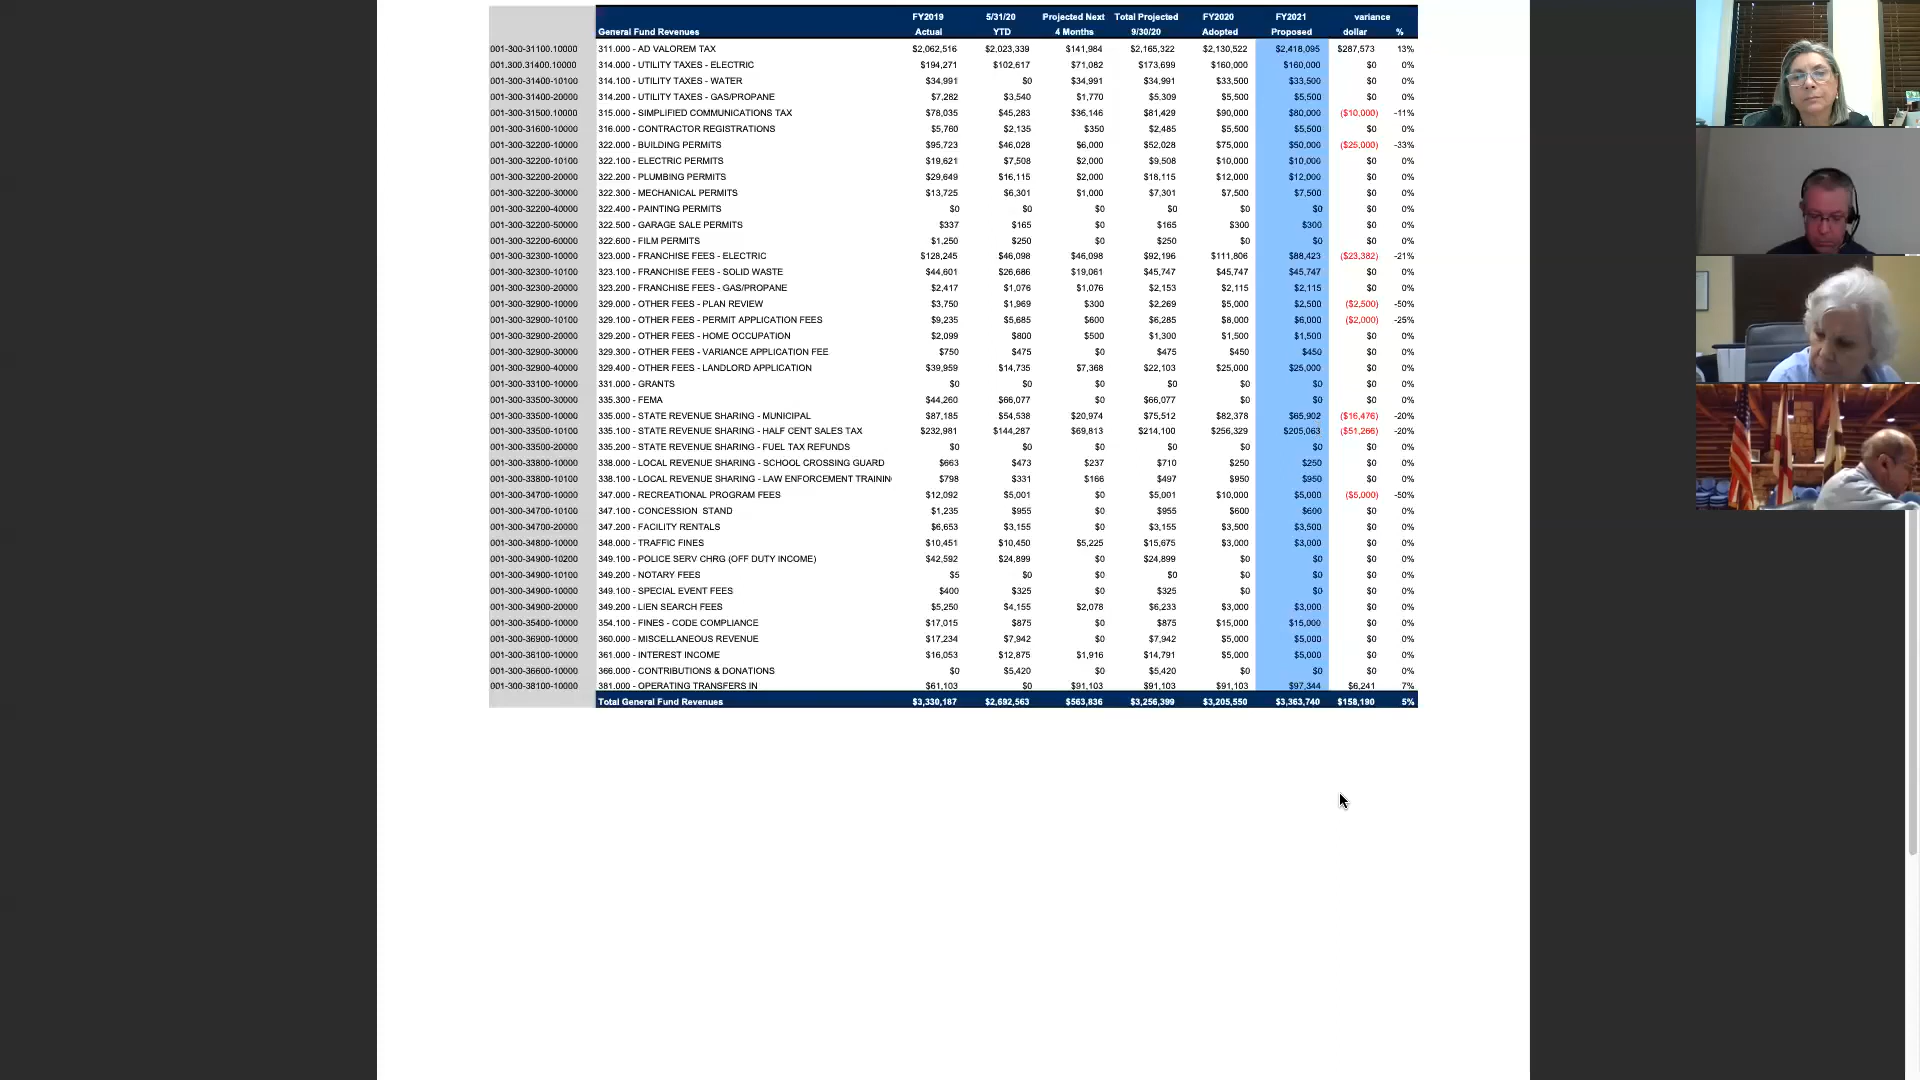 FY2019 5/31/20 Projected Next Total Projected FY2020 FY2021 variance
General Fund Revenues Actual YTD 4 Months 9/30/20 Adopted Proposed dollar %
001-300-31100.10000 311.000 - AD VALOREM TAX $2,062,516 $2,023,339 $141,984 $2,165,322 $2,130,522 $2,418,095 $287,573 13%
001.300.31400.10000 314.000 - UTILITY TAXES - ELECTRIC $194,271 $102,617 $71,082 $173,699 $160,000 $160,000 $0 0%
001-300-31400-10100 314.100 - UTILITY TAXES - WATER $34,991 $0 $34,991 $34,991 $33,500 $33,500 $0 0%
001-300-31400-20000 314.200 - UTILITY TAXES - GAS/PROPANE $7,282 $3,540 $1,770 $5,309 $5,500 $5,500 $0 0%
001-300-31500.10000 315.000 - SIMPLIFIED COMMUNICATIONS TAX $78,035 $45,283 $36,146 $81,429 $90,000 $80,000 ($10,000) -11%
001-300-31600-10000 316.000 - CONTRACTOR REGISTRATIONS $5,760 $2,135 $350 $2,485 $5,500 $5,500 $0 0%
001-300-32200-10000 322.000 - BUILDING PERMITS $95,723 $46,028 $6,000 $52,028 $75,000 $50,000 ($25,000) -33%
001-300-32200-10100 322.100 - ELECTRIC PERMITS $19,621 $7,508 $2,000 $9,508 $10,000 $10,000 $0 0%
001-300-32200-20000 322.200 - PLUMBING PERMITS $29,649 $16,115 $2,000 $18,115 $12,000 $12,000 $0 0%
001-300-32200-30000 322.300 - MECHANICAL PERMITS $13,725 $6,301 $1,000 $7,301 $7,500 $7,500 $0 0%
001-300-32200-40000 322.400 - PAINTING PERMITS $0 $0 $0 $0 $0 $0 $0 0%
001-300-32200-50000 322.500 - GARAGE SALE PERMITS $337 $165 $0 $165 $300 $300 $0 0%
001-300-32200-60000 322.600 - FILM PERMITS $1,250 $250 $0 $250 $0 $0 $0 0%
001-300-32300-10000 323.000 - FRANCHISE FEES - ELECTRIC $128,245 $46,098 $46,098 $92,196 $111,806 $88,423 ($23,382) -21%
001-300-32300-10100 323.100 - FRANCHISE FEES - SOLID WASTE $44,601 $26,686 $19,061 $45,747 $45,747 $45,747 $0 0%
001-300-32300-20000 323.200 - FRANCHISE FEES - GAS/PROPANE $2,417 $1,076 $1,076 $2,153 $2,115 $2,115 $0 0%
001-300-32900-10000 329.000 - OTHER FEES - PLAN REVIEW $3,750 $1,969 $300 $2,269 $5,000 $2,500 ($2,500) -50%
001-300-32900-10100 329.100 - OTHER FEES - PERMIT APPLICATION FEES $9,235 $5,685 $600 $6,285 $8,000 $6,000 ($2,000) -25%
001-300-32900-20000 329.200 - OTHER FEES - HOME OCCUPATION $2,099 $800 $500 $1,300 $1,500 $1,500 $0 0%
001-300-32900-30000 329.300 - OTHER FEES - VARIANCE APPLICATION FEE $750 $475 $0 $475 $450 $450 $0 0%
001-300-32900-40000 329.400 - OTHER FEES - LANDLORD APPLICATION $39,959 $14,735 $7,368 $22,103 $25,000 $25,000 $0 0%
001-300-33100-10000 331.000 - GRANTS $0 $0 $0 $0 $0 $0 $0 0%
001-300-33500-30000 335.300 - FEMA $44,260 $66,077 $0 $66,077 $0 $0 $0 0%
001-300-33500-10000 335.000 - STATE REVENUE SHARING - MUNICIPAL $87,185 $54,538 $20,974 $75,512 $82,378 $65,902 ($16,476) -20%
001-300-33500-10100 335.100 - STATE REVENUE SHARING - HALF CENT SALES TAX $232,981 $144,287 $69,813 $214,100 $256,329 $205,063 ($51,266) -20%
001-300-33500-20000 335.200 - STATE REVENUE SHARING - FUEL TAX REFUNDS $0 $0 $0 $0 $0 $0 $0 0%
001-300-33800-10000 338.000 - LOCAL REVENUE SHARING - SCHOOL CROSSING GUARD $663 $473 $237 $710 $250 $250 $0 0%
001-300-33800-10100 338.100 - LOCAL REVENUE SHARING - LAW ENFORCEMENT TRAININ $798 $331 $166 $497 $950 $950 $0 0%
001-300-34700-10000 347.000 - RECREATIONAL PROGRAM FEES $12,092 $5,001 $0 $5,001 $10,000 $5,000 ($5,000) -50%
001-300-34700-10100 347.100 - CONCESSION STAND $1,235 $955 $0 $955 $600 $600 $0 0%
001-300-34700-20000 347.200 - FACILITY RENTALS $6,653 $3,155 $0 $3,155 $3,500 $3,500 $0 0%
001-300-34800-10000 348.000 - TRAFFIC FINES $10,451 $10,450 $5,225 $15,675 $3,000 $3,000 $0 0%
001-300-34900-10200 349.100 - POLICE SERV CHRG (OFF DUTY INCOME) $42,592 $24,899 $0 $24,899 $0 $0 $0 0%
001-300-34900-10100 349.200 - NOTARY FEES $5 $0 $0 $0 $0 $0 $0 0%
001-300-34900-10000 349.100 - SPECIAL EVENT FEES $400 $325 $0 $325 $0 $0 $0 0%
001-300-34900-20000 349.200 - LIEN SEARCH FEES $5,250 $4,155 $2,078 $6,233 $3,000 $3,000 $0 0%
001-300-35400-10000 354.100 - FINES - CODE COMPLIANCE $17,015 $875 $0 $875 $15,000 $15,000 $0 0%
001-300-36900-10000 360.000 - MISCELLANEOUS REVENUE $17,234 $7,942 $0 $7,942 $5,000 $5,000 $0 0%
001-300-36100-10000 361.000 - INTEREST INCOME $16,053 $12,875 $1,916 $14,791 $5,000 $5,000 $0 0%
001-300-36600-10000 366.000 - CONTRIBUTIONS & DONATIONS $0 $5,420 $0 $5,420 $0 $0 $0 0%
001-300-38100-10000 381.000 - OPERATING TRANSFERS IN $61,103 $0 $91,103 $91,103 $91,103 $97,344 $6,241 7%
Total General Fund Revenues $3,330,187 $2,692,563 $563,836 $3,256,399 $3,205,550 $3,363,740 $158,190 5%